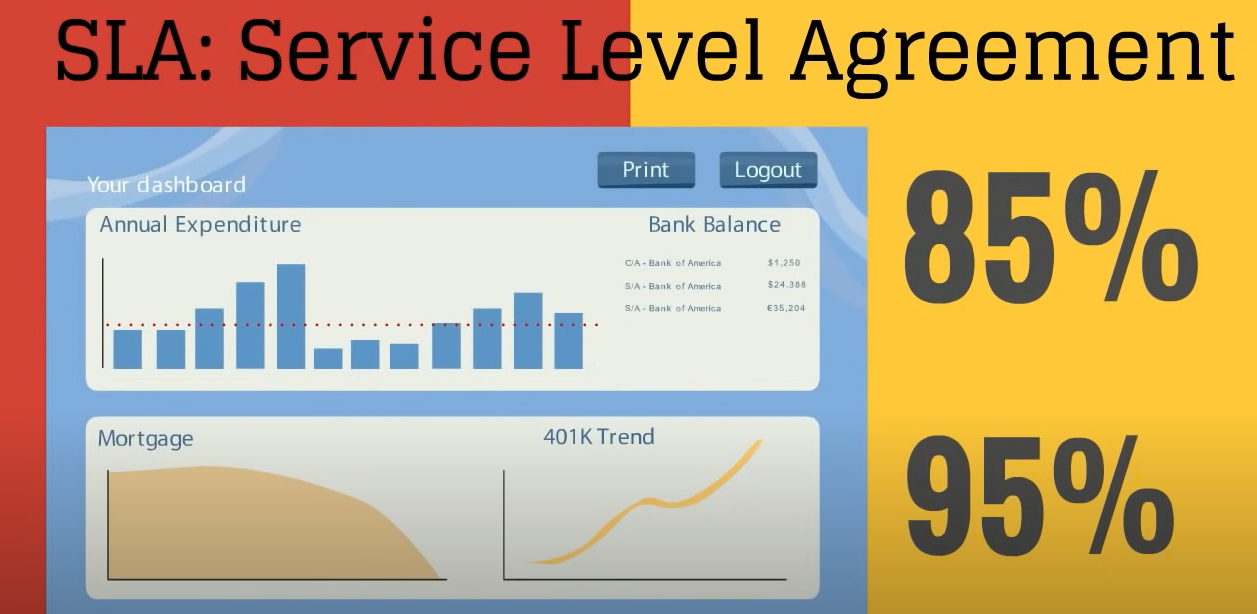 SLA: Service Level Agreement
Print Logout
Your dashboard
Annual Expenditure Bank Balance
C/A - Bank of America $1,250
S/A - Bank of America $24.388
S/A - Bank of America €35,204
85%
Mortgage 401K Trend
95%